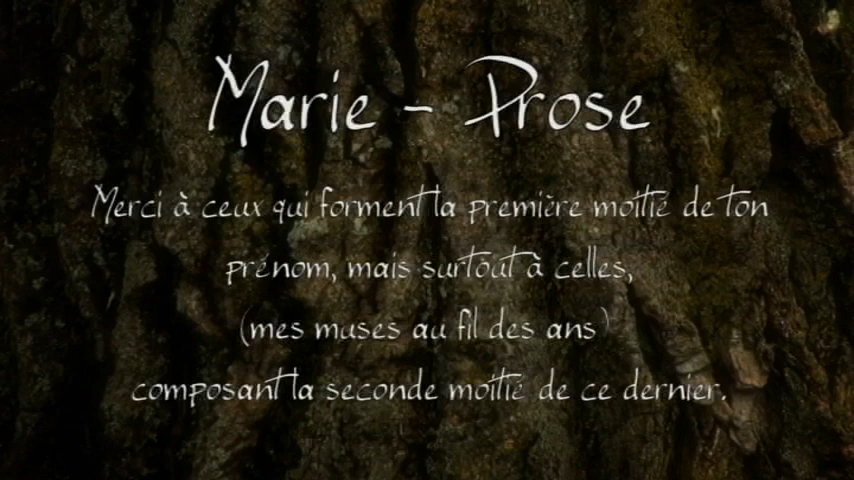 Marie - Prose
Merci à ceux qui forment la première moitié de ton
prénom, mais surtout à celles,
(mes muses au fil des ans)
composant la seconde moitié de ce dernier.